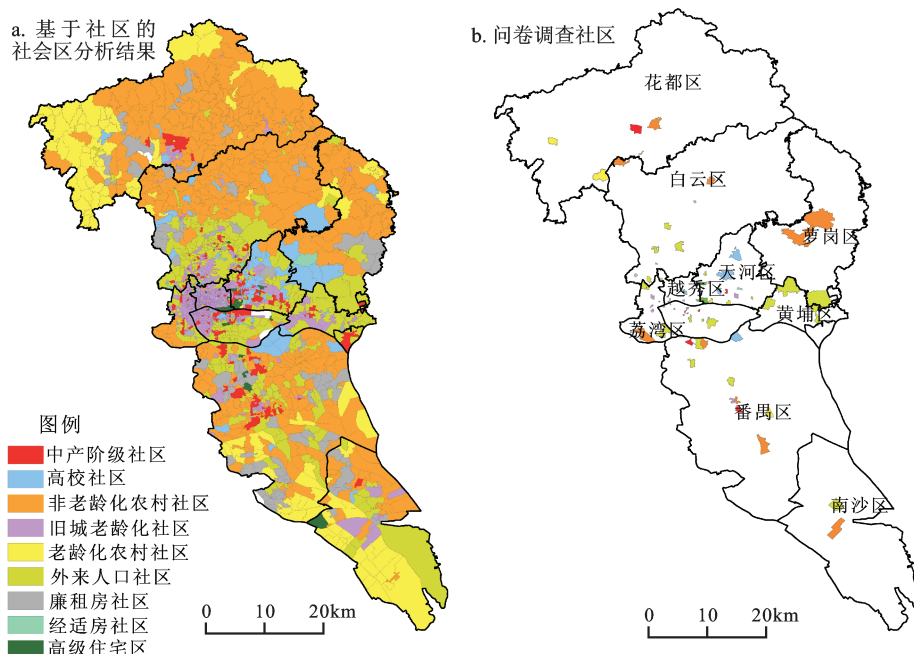 a. 基于社区的
社会区分析结果
b. 问卷调查社区
花都区
白云区
萝岗区
天河区
越秀区
黄埔区
荔湾区
番禺区
南沙区
图例
中产阶级社区
高校社区
非老龄化农村社区
旧城老龄化社区
老龄化农村社区
外来人口社区
廉租房社区
经适房社区
高级住宅区
0 10 20km
0 10 20km